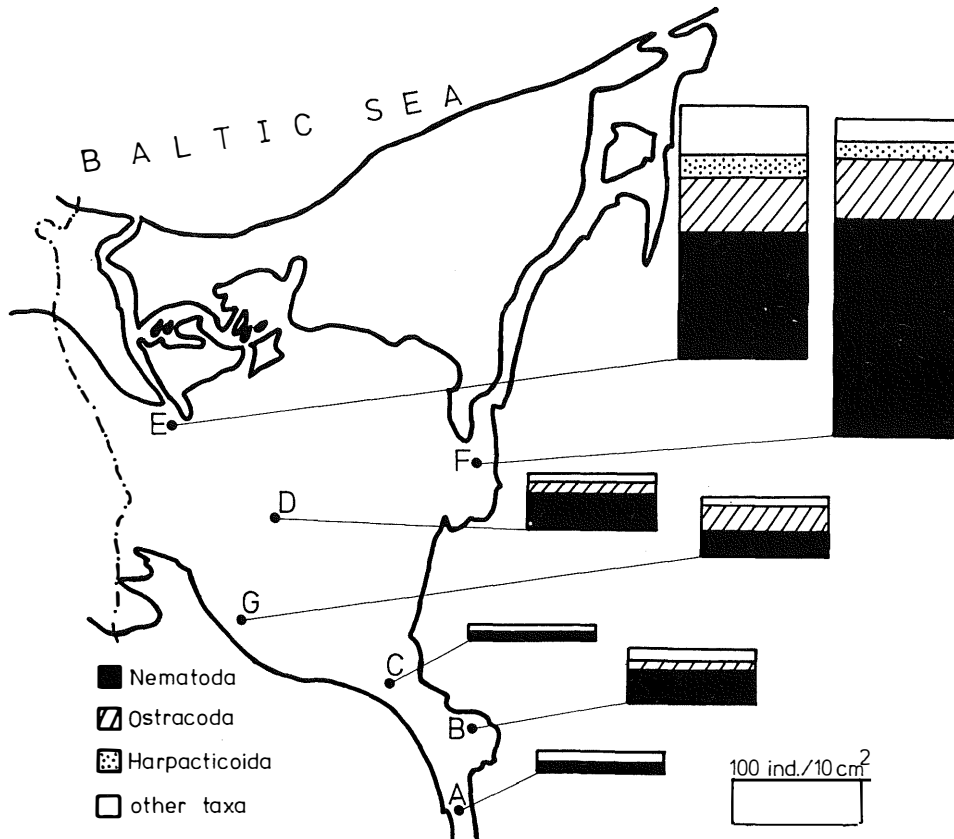 BALTIC SEA
E
F
D
G
C
B
A
Nematoda
Ostracoda
Harpacticoida
other taxa
100 ind./10 cm²